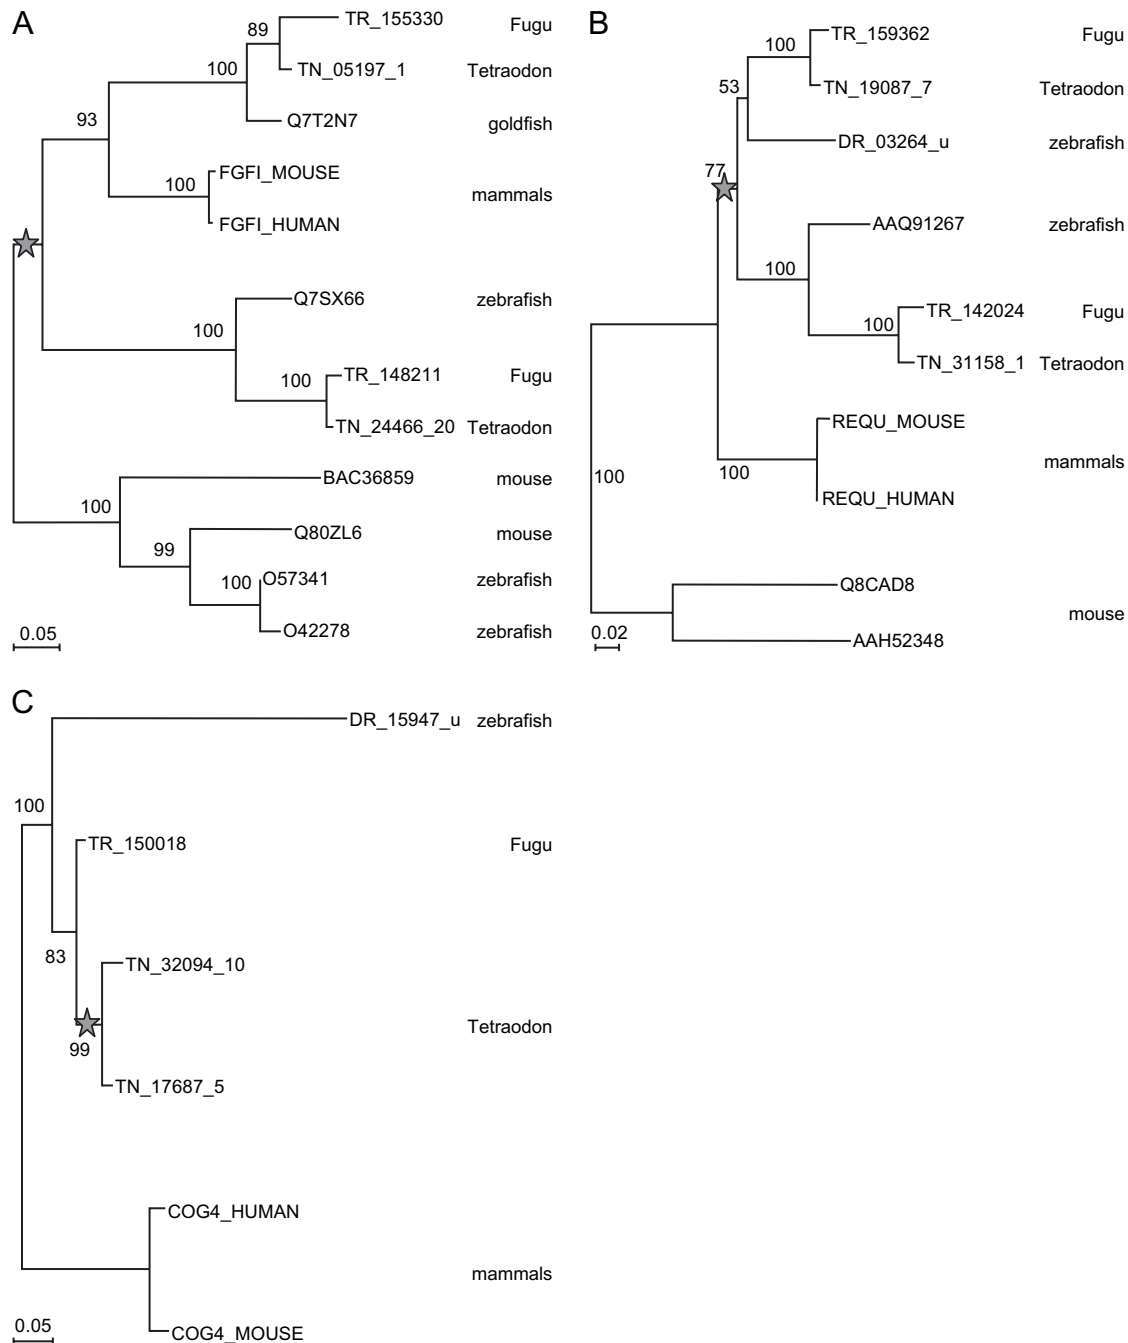 A
89 TR_155330 Fugu
100 TN_05197_1 Tetraodon
93 Q7T2N7 goldfish
FGFI_MOUSE
100 mammals
FGFI_HUMAN
Q7SX66 zebrafish
100
100 TR_148211 Fugu
TN_24466_20 Tetraodon
BAC36859 mouse
100
99 Q80ZL6 mouse
100 O57341 zebrafish
O42278 zebrafish
0.05
B
100 TR_159362 Fugu
53 TN_19087_7 Tetraodon
DR_03264_u zebrafish
77
AAQ91267 zebrafish
100
100 TR_142024 Fugu
TN_31158_1 Tetraodon
REQU_MOUSE
100 mammals
REQU_HUMAN
100
Q8CAD8
mouse
AAH52348
0.02
C
DR_15947_u zebrafish
100
TR_150018 Fugu
83
TN_32094_10
99 Tetraodon
TN_17687_5
COG4_HUMAN
mammals
COG4_MOUSE
0.05